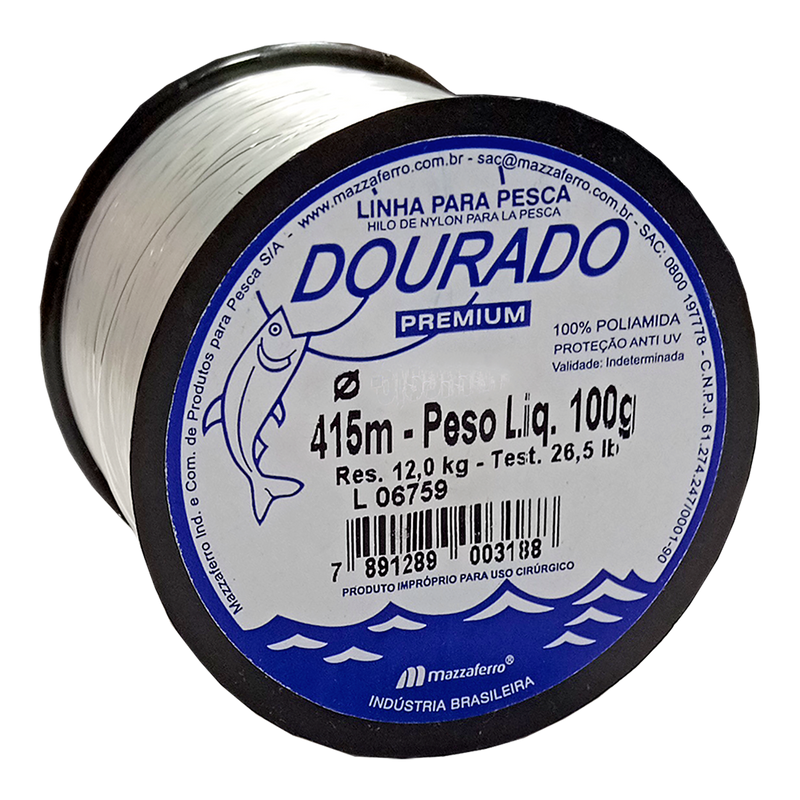 Mazzaferro Ind. e Com. de Produtos para Pesca S/A - www.mazzaferro.com.br - sac@mazzaferro.com.br - SAC: 0800 197778 - C.N.P.J. 61.274.247/0001-90
LINHA PARA PESCA
HILO DE NYLON PARA LA PESCA
DOURADO
PREMIUM
100% POLIAMIDA
PROTEÇÃO ANTI UV
Validade: Indeterminada
Ø
415m - Peso Líq. 100g
Res. 12,0 kg - Test. 26,5 lb
L 06759
7 891289 003188
PRODUTO IMPRÓPRIO PARA USO CIRÚRGICO
mazzaferro®
INDÚSTRIA BRASILEIRA